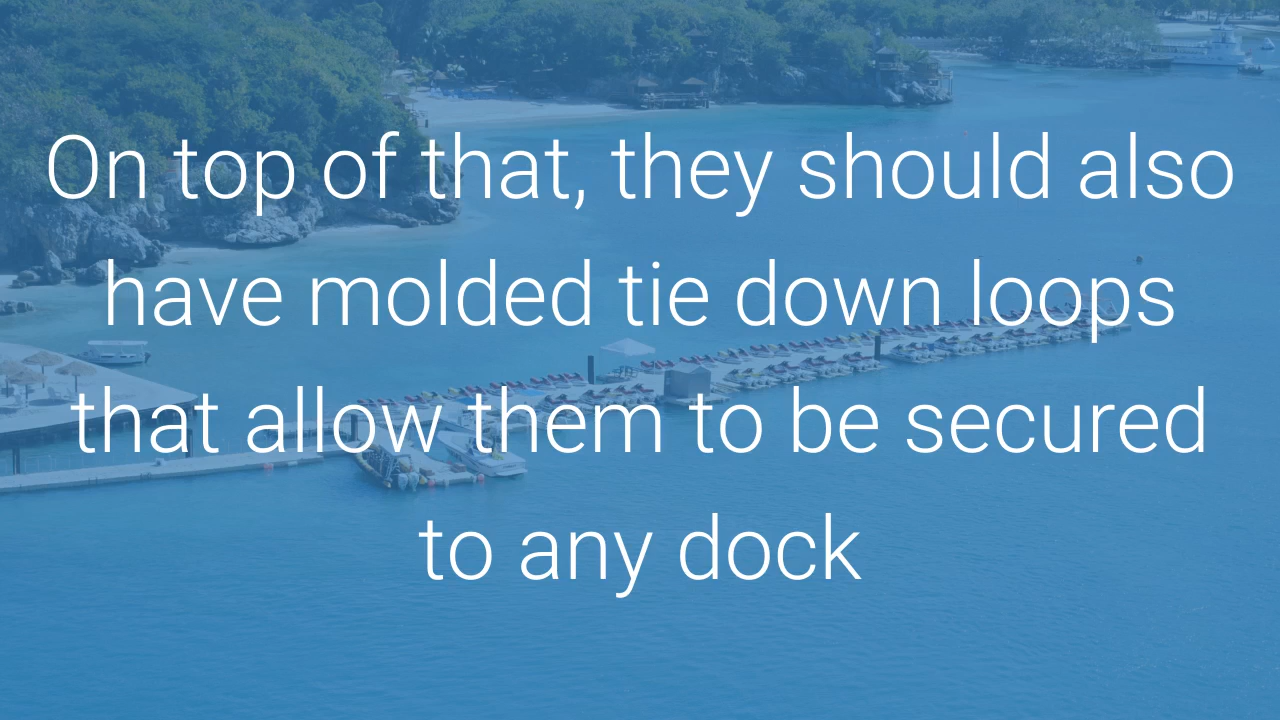 On top of that, they should also
have molded tie down loops
that allow them to be secured
to any dock